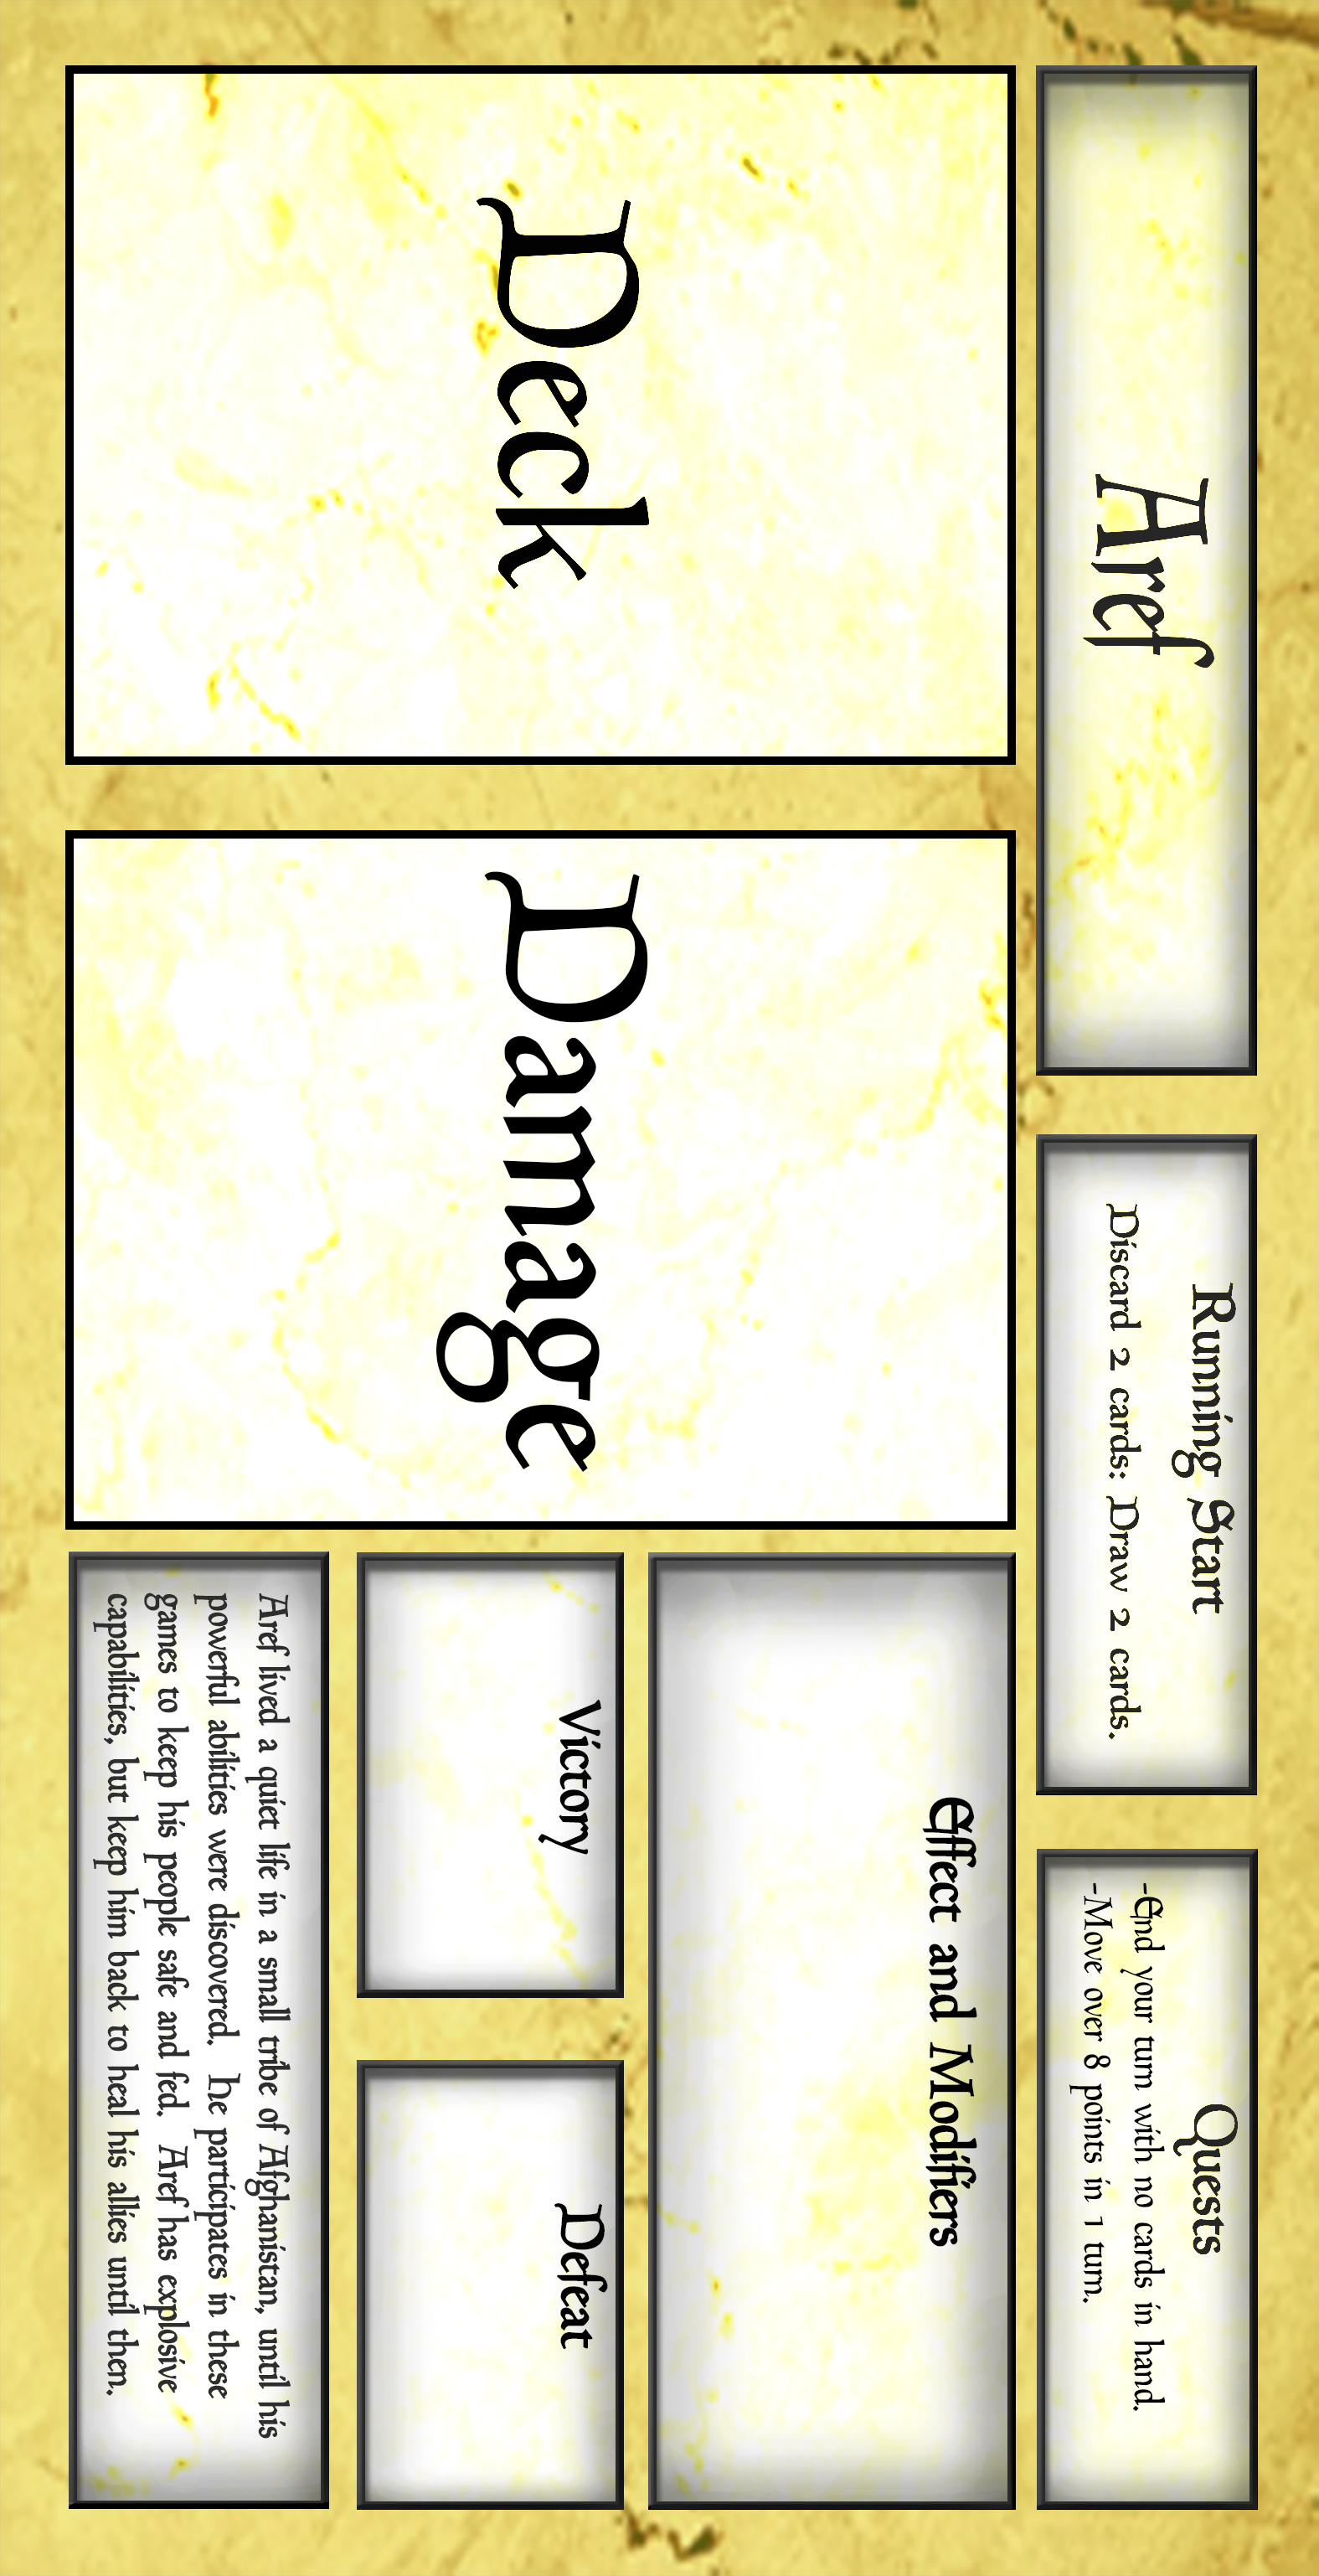 Aref
Running Start
Discard 2 cards: Draw 2 cards.
Quests
-End your turn with no cards in hand.
-Move over 8 points in 1 turn.
Deck
Damage
Effect and Modifiers
Victory
Defeat
Aref lived a quiet life in a small tribe of Afghanistan, until his
powerful abilities were discovered.  He participates in these
games to keep his people safe and fed.  Aref has explosive
capabilities, but keep him back to heal his allies until then.